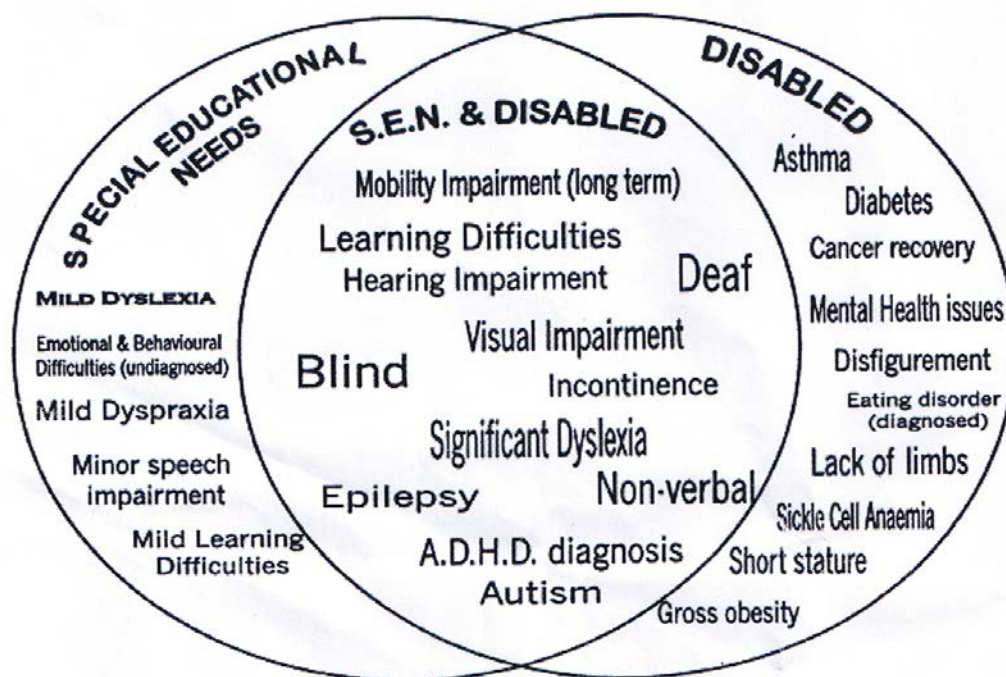 SPECIAL EDUCATIONAL
NEEDS
MILD DYSLEXIA
Emotional & Behavioural
Difficulties (undiagnosed)
Mild Dyspraxia
Minor speech
impairment
Mild Learning
Difficulties
S.E.N. & DISABLED
Mobility Impairment (long term)
Learning Difficulties
Hearing Impairment
Deaf
Visual Impairment
Blind
Incontinence
Significant Dyslexia
Epilepsy
Non-verbal
A.D.H.D. diagnosis
Autism
DISABLED
Asthma
Diabetes
Cancer recovery
Mental Health issues
Disfigurement
Eating disorder
(diagnosed)
Lack of limbs
Sickle Cell Anaemia
Short stature
Gross obesity